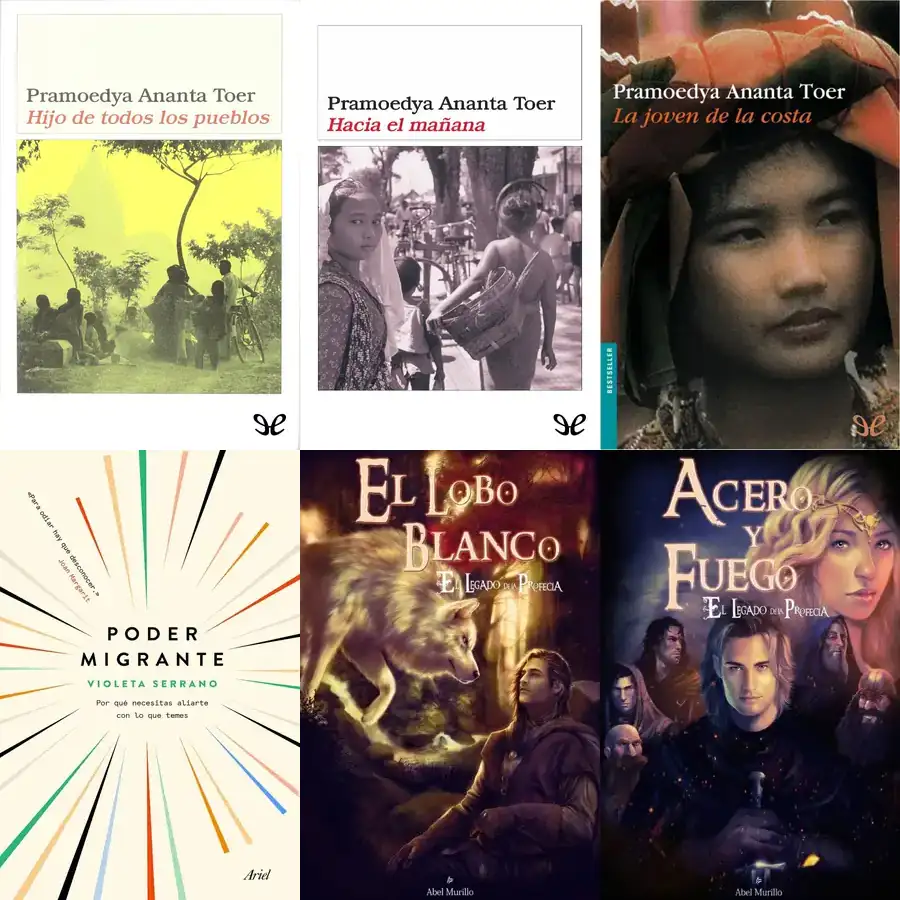 Pramoedya Ananta Toer
Hijo de todos los pueblos
Pramoedya Ananta Toer
Hacia el mañana
Pramoedya Ananta Toer
La joven de la costa
BESTSELLER
«Para odiar hay que desconocer.»
Joan Margarit
PODER
MIGRANTE
VIOLETA SERRANO
Por qué necesitas aliarte
con lo que temes
Ariel
EL LOBO
BLANCO
EL LEGADO DE LA PROFECIA
Abel Murillo
ACERO
Y
FUEGO
EL LEGADO DE LA PROFECIA
Abel Murillo